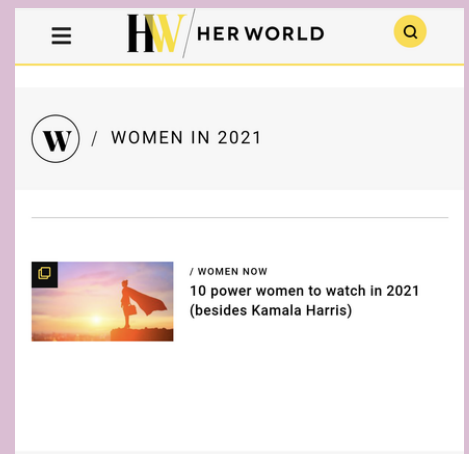 HW/HER WORLD
W / WOMEN IN 2021
/ WOMEN NOW
10 power women to watch in 2021
(besides Kamala Harris)